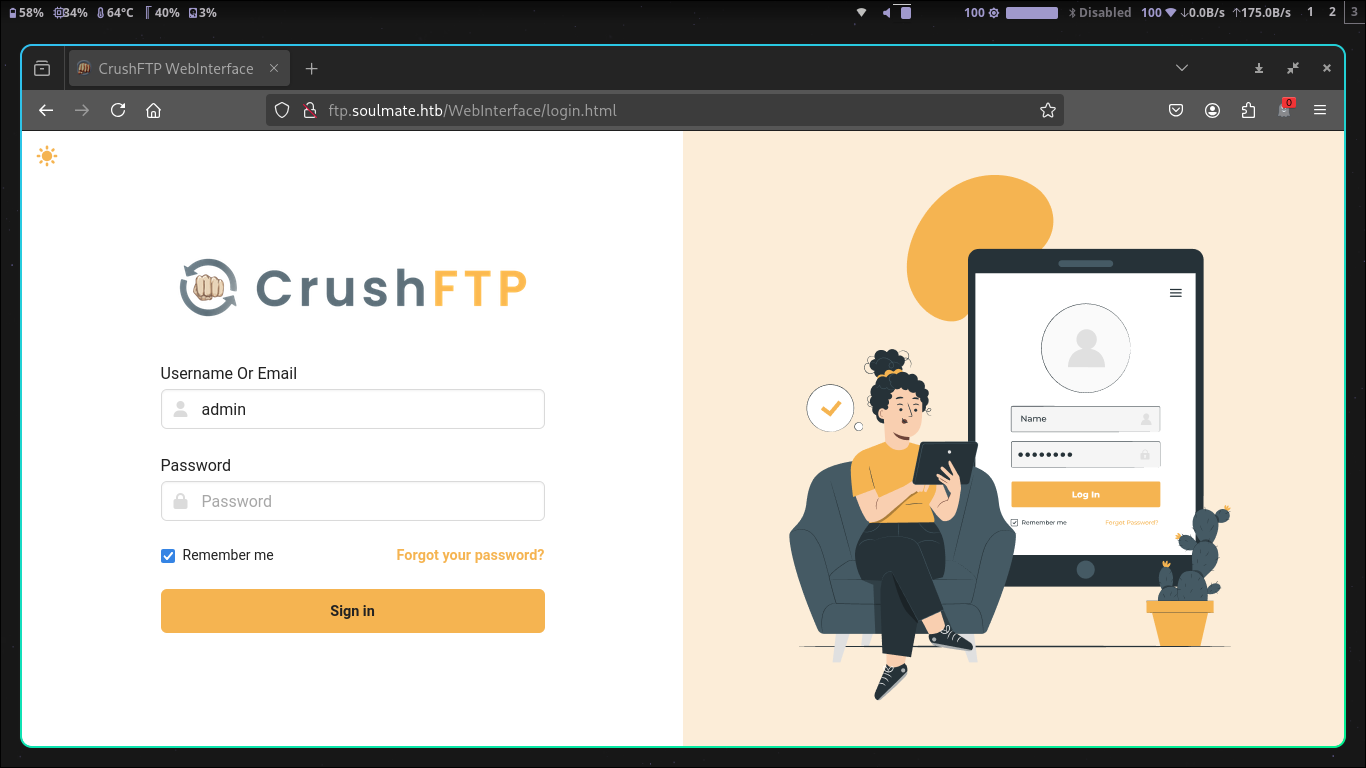 58% 34% 64°C 40% 3% 100 Disabled 100 ↓0.0B/s ↑175.0B/s 1 2 3
CrushFTP WebInterface
ftp.soulmate.htb/WebInterface/login.html
0
CrushFTP
Username Or Email
admin
Password
Password
Remember me Forgot your password?
Sign in
Name
Log In
Remember me Forgot Password?